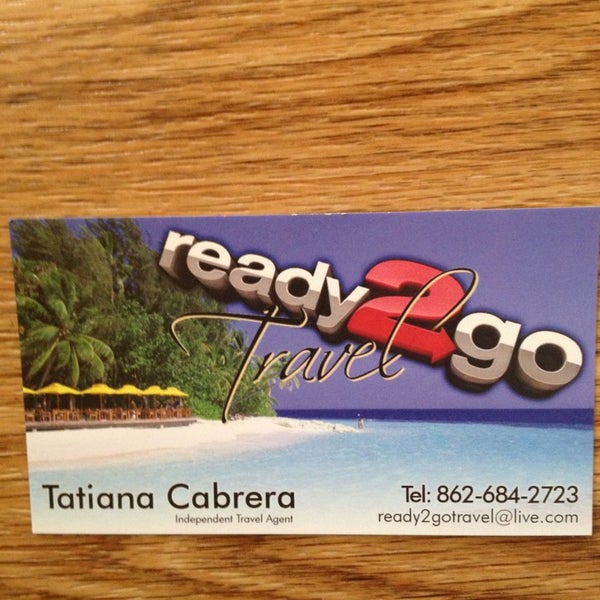 ready2go
Travel
Tatiana Cabrera
Independent Travel Agent
Tel: 862-684-2723
ready2gotravel@live.com